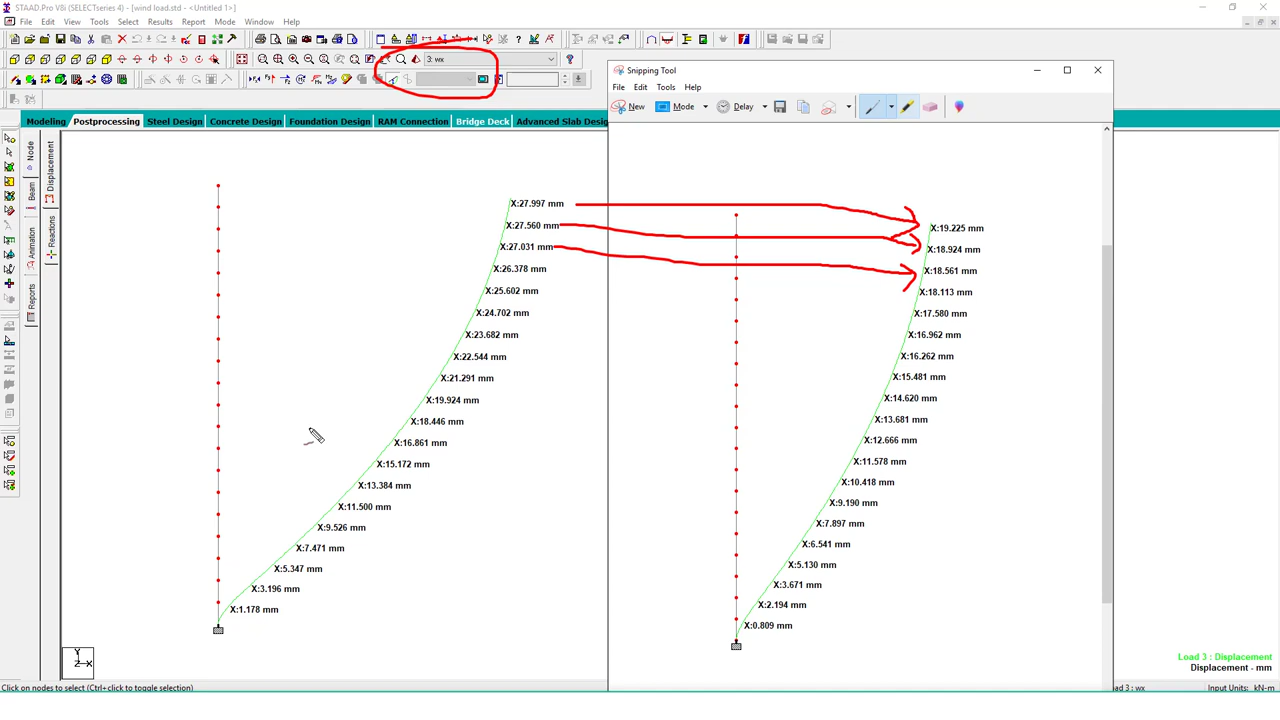 STAAD.Pro V8i (SELECTseries 4) - [wind load.std - <Untitled 1>]
File Edit View Tools Select Results Report Mode Window Help
3: wx
Modeling Postprocessing Steel Design Concrete Design Foundation Design RAM Connection Bridge Deck Advanced Slab Desig
Node
Beam
Animation
Reports
Displacement
Reactions
X:27.997 mm
X:27.560 mm
X:27.031 mm
X:26.378 mm
X:25.602 mm
X:24.702 mm
X:23.682 mm
X:22.544 mm
X:21.291 mm
X:19.924 mm
X:18.446 mm
X:16.861 mm
X:15.172 mm
X:13.384 mm
X:11.500 mm
X:9.526 mm
X:7.471 mm
X:5.347 mm
X:3.196 mm
X:1.178 mm
Y
Z X
Snipping Tool
File Edit Tools Help
New Mode Delay
X:19.225 mm
X:18.924 mm
X:18.561 mm
X:18.113 mm
X:17.580 mm
X:16.962 mm
X:16.262 mm
X:15.481 mm
X:14.620 mm
X:13.681 mm
X:12.666 mm
X:11.578 mm
X:10.418 mm
X:9.190 mm
X:7.897 mm
X:6.541 mm
X:5.130 mm
X:3.671 mm
X:2.194 mm
X:0.809 mm
Load 3 : Displacement
Displacement - mm
Click on nodes to select (Ctrl+click to toggle selection)
ad 3 : wx
Input Units: kN-m